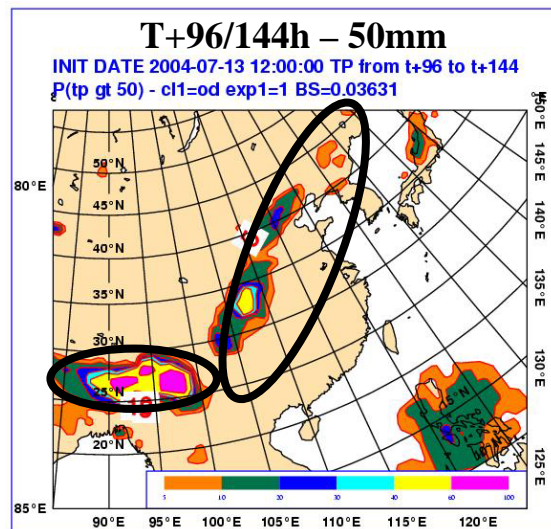 T+96/144h – 50mm
INIT DATE 2004-07-13 12:00:00 TP from t+96 to t+144
P(tp gt 50) - cl1=od exp1=1 BS=0.03631
50°E
145°E
50°N
80°E
45°N
140°E
40°N
135°E
35°N
30°N
130°E
25°N
15°N
20°N
125°E
5 10 20 30 40 60 100
85°E
90°E 95°E 100°E 105°E 110°E 115°E 120°E